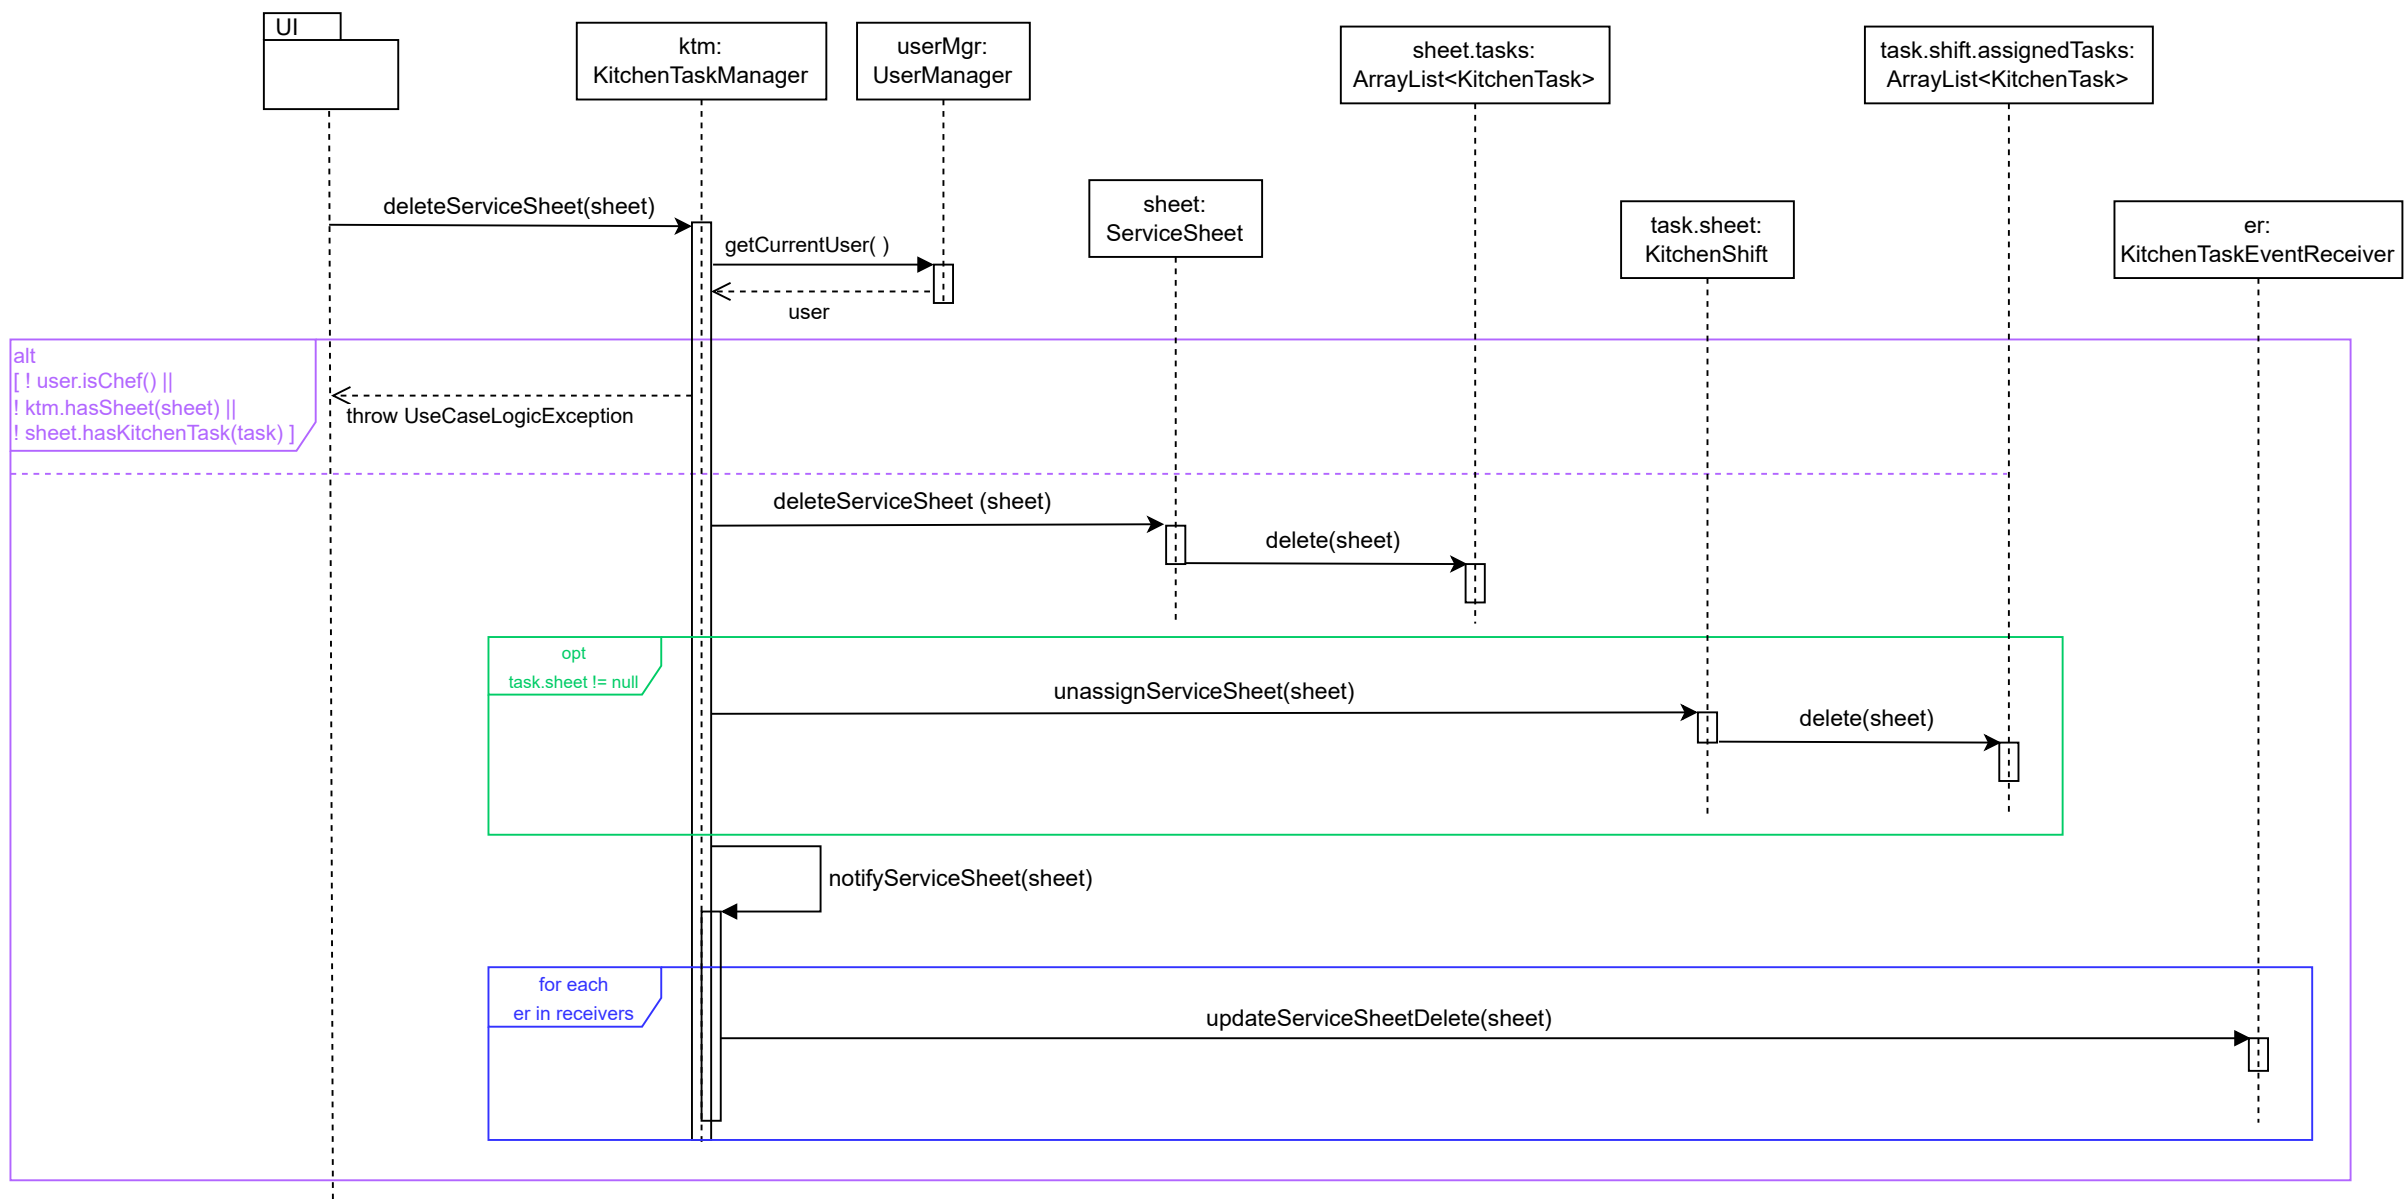 UI
ktm:
KitchenTaskManager
userMgr:
UserManager
sheet.tasks:
ArrayList<KitchenTask>
task.shift.assignedTasks:
ArrayList<KitchenTask>
sheet:
ServiceSheet
task.sheet:
KitchenShift
er:
KitchenTaskEventReceiver
deleteServiceSheet(sheet)
getCurrentUser( )
user
alt
[ ! user.isChef() ||
! ktm.hasSheet(sheet) ||
! sheet.hasKitchenTask(task) ]
throw UseCaseLogicException
deleteServiceSheet (sheet)
delete(sheet)
opt
task.sheet != null
unassignServiceSheet(sheet)
delete(sheet)
notifyServiceSheet(sheet)
for each
er in receivers
updateServiceSheetDelete(sheet)